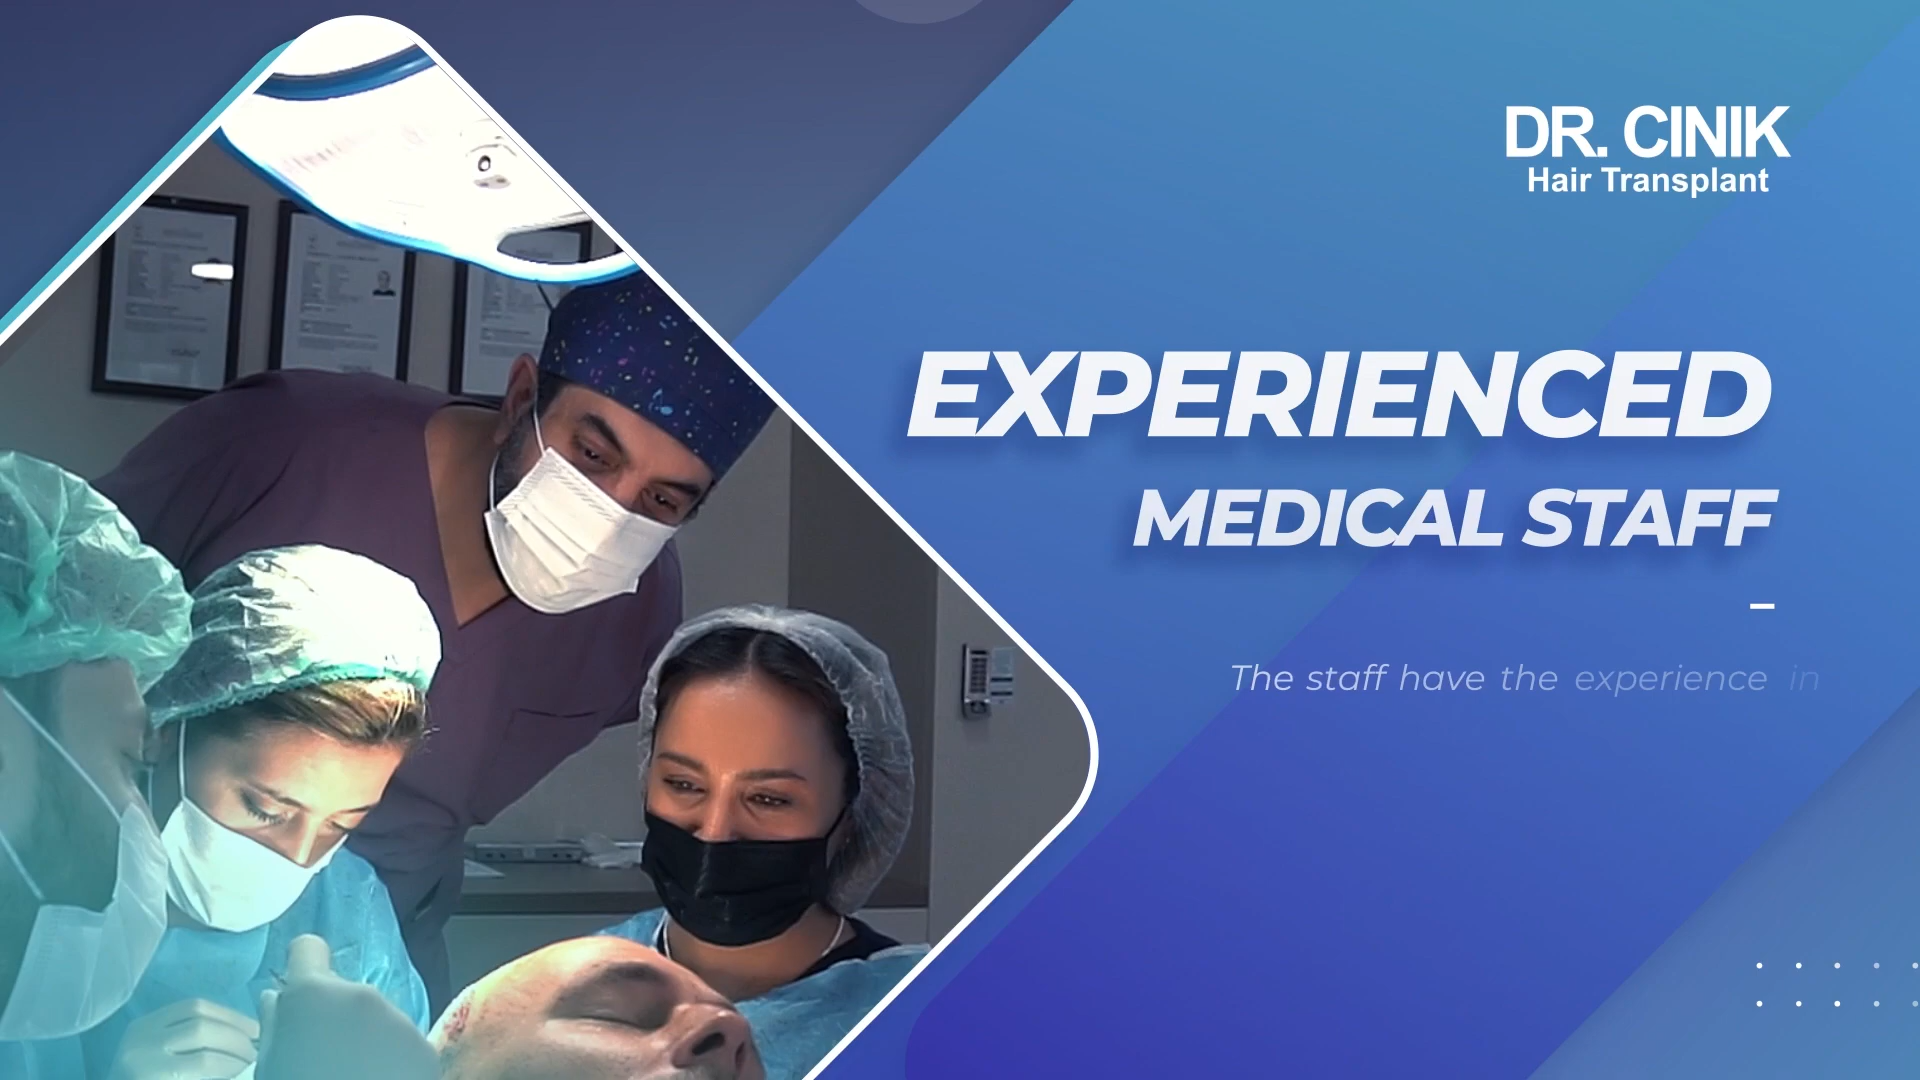 DR. CINIK
Hair Transplant
EXPERIENCED
MEDICAL STAFF
The staff have the experience in